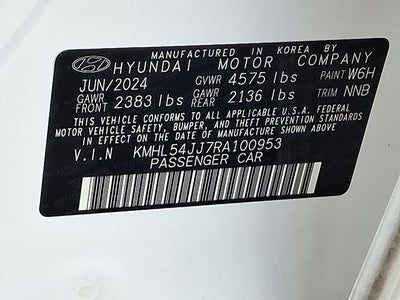 MANUFACTURED IN KOREA BY
HYUNDAI MOTOR COMPANY
JUN/2024 GVWR 4575 lbs PAINT W6H
GAWR FRONT 2383 lbs GAWR REAR 2136 lbs TRIM NNB
THIS VEHICLE CONFORMS TO ALL APPLICABLE U.S.A. FEDERAL
MOTOR VEHICLE SAFETY, BUMPER, AND THEFT PREVENTION STANDARDS
IN EFFECT ON THE DATE OF MANUFACTURE SHOWN ABOVE.
V.I.N KMHL54JJ7RA100953
PASSENGER CAR